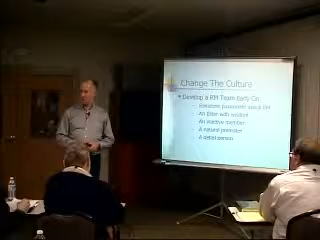 Change The Culture
Develop a RM Team Early On
- Someone passionate about RM
- An Elder with wisdom
- An inactive member
- A natural promoter
- A detail person